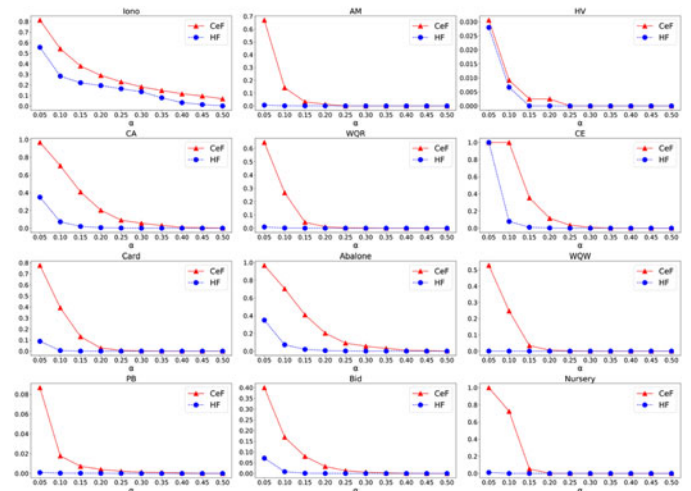 Iono
0.8
0.7
0.6
0.5
0.4
0.3
0.2
0.1
0.0
CeF
HF
0.05 0.10 0.15 0.20 0.25 0.30 0.35 0.40 0.45 0.50
α
AM
0.7
0.6
0.5
0.4
0.3
0.2
0.1
0.0
CeF
HF
0.05 0.10 0.15 0.20 0.25 0.30 0.35 0.40 0.45 0.50
α
HV
0.030
0.025
0.020
0.015
0.010
0.005
0.000
CeF
HF
0.05 0.10 0.15 0.20 0.25 0.30 0.35 0.40 0.45 0.50
α
CA
1.0
0.8
0.6
0.4
0.2
0.0
CeF
HF
0.05 0.10 0.15 0.20 0.25 0.30 0.35 0.40 0.45 0.50
α
WQR
0.6
0.5
0.4
0.3
0.2
0.1
0.0
CeF
HF
0.05 0.10 0.15 0.20 0.25 0.30 0.35 0.40 0.45 0.50
α
CE
1.0
0.8
0.6
0.4
0.2
0.0
CeF
HF
0.05 0.10 0.15 0.20 0.25 0.30 0.35 0.40 0.45 0.50
α
Card
0.8
0.7
0.6
0.5
0.4
0.3
0.2
0.1
0.0
CeF
HF
0.05 0.10 0.15 0.20 0.25 0.30 0.35 0.40 0.45 0.50
α
Abalone
1.0
0.8
0.6
0.4
0.2
0.0
CeF
HF
0.05 0.10 0.15 0.20 0.25 0.30 0.35 0.40 0.45 0.50
α
WQW
0.5
0.4
0.3
0.2
0.1
0.0
CeF
HF
0.05 0.10 0.15 0.20 0.25 0.30 0.35 0.40 0.45 0.50
α
PB
0.08
0.06
0.04
0.02
0.00
CeF
HF
0.05 0.10 0.15 0.20 0.25 0.30 0.35 0.40 0.45 0.50
α
Bid
0.40
0.35
0.30
0.25
0.20
0.15
0.10
0.05
0.00
CeF
HF
0.05 0.10 0.15 0.20 0.25 0.30 0.35 0.40 0.45 0.50
α
Nursery
1.0
0.8
0.6
0.4
0.2
0.0
CeF
HF
0.05 0.10 0.15 0.20 0.25 0.30 0.35 0.40 0.45 0.50
α